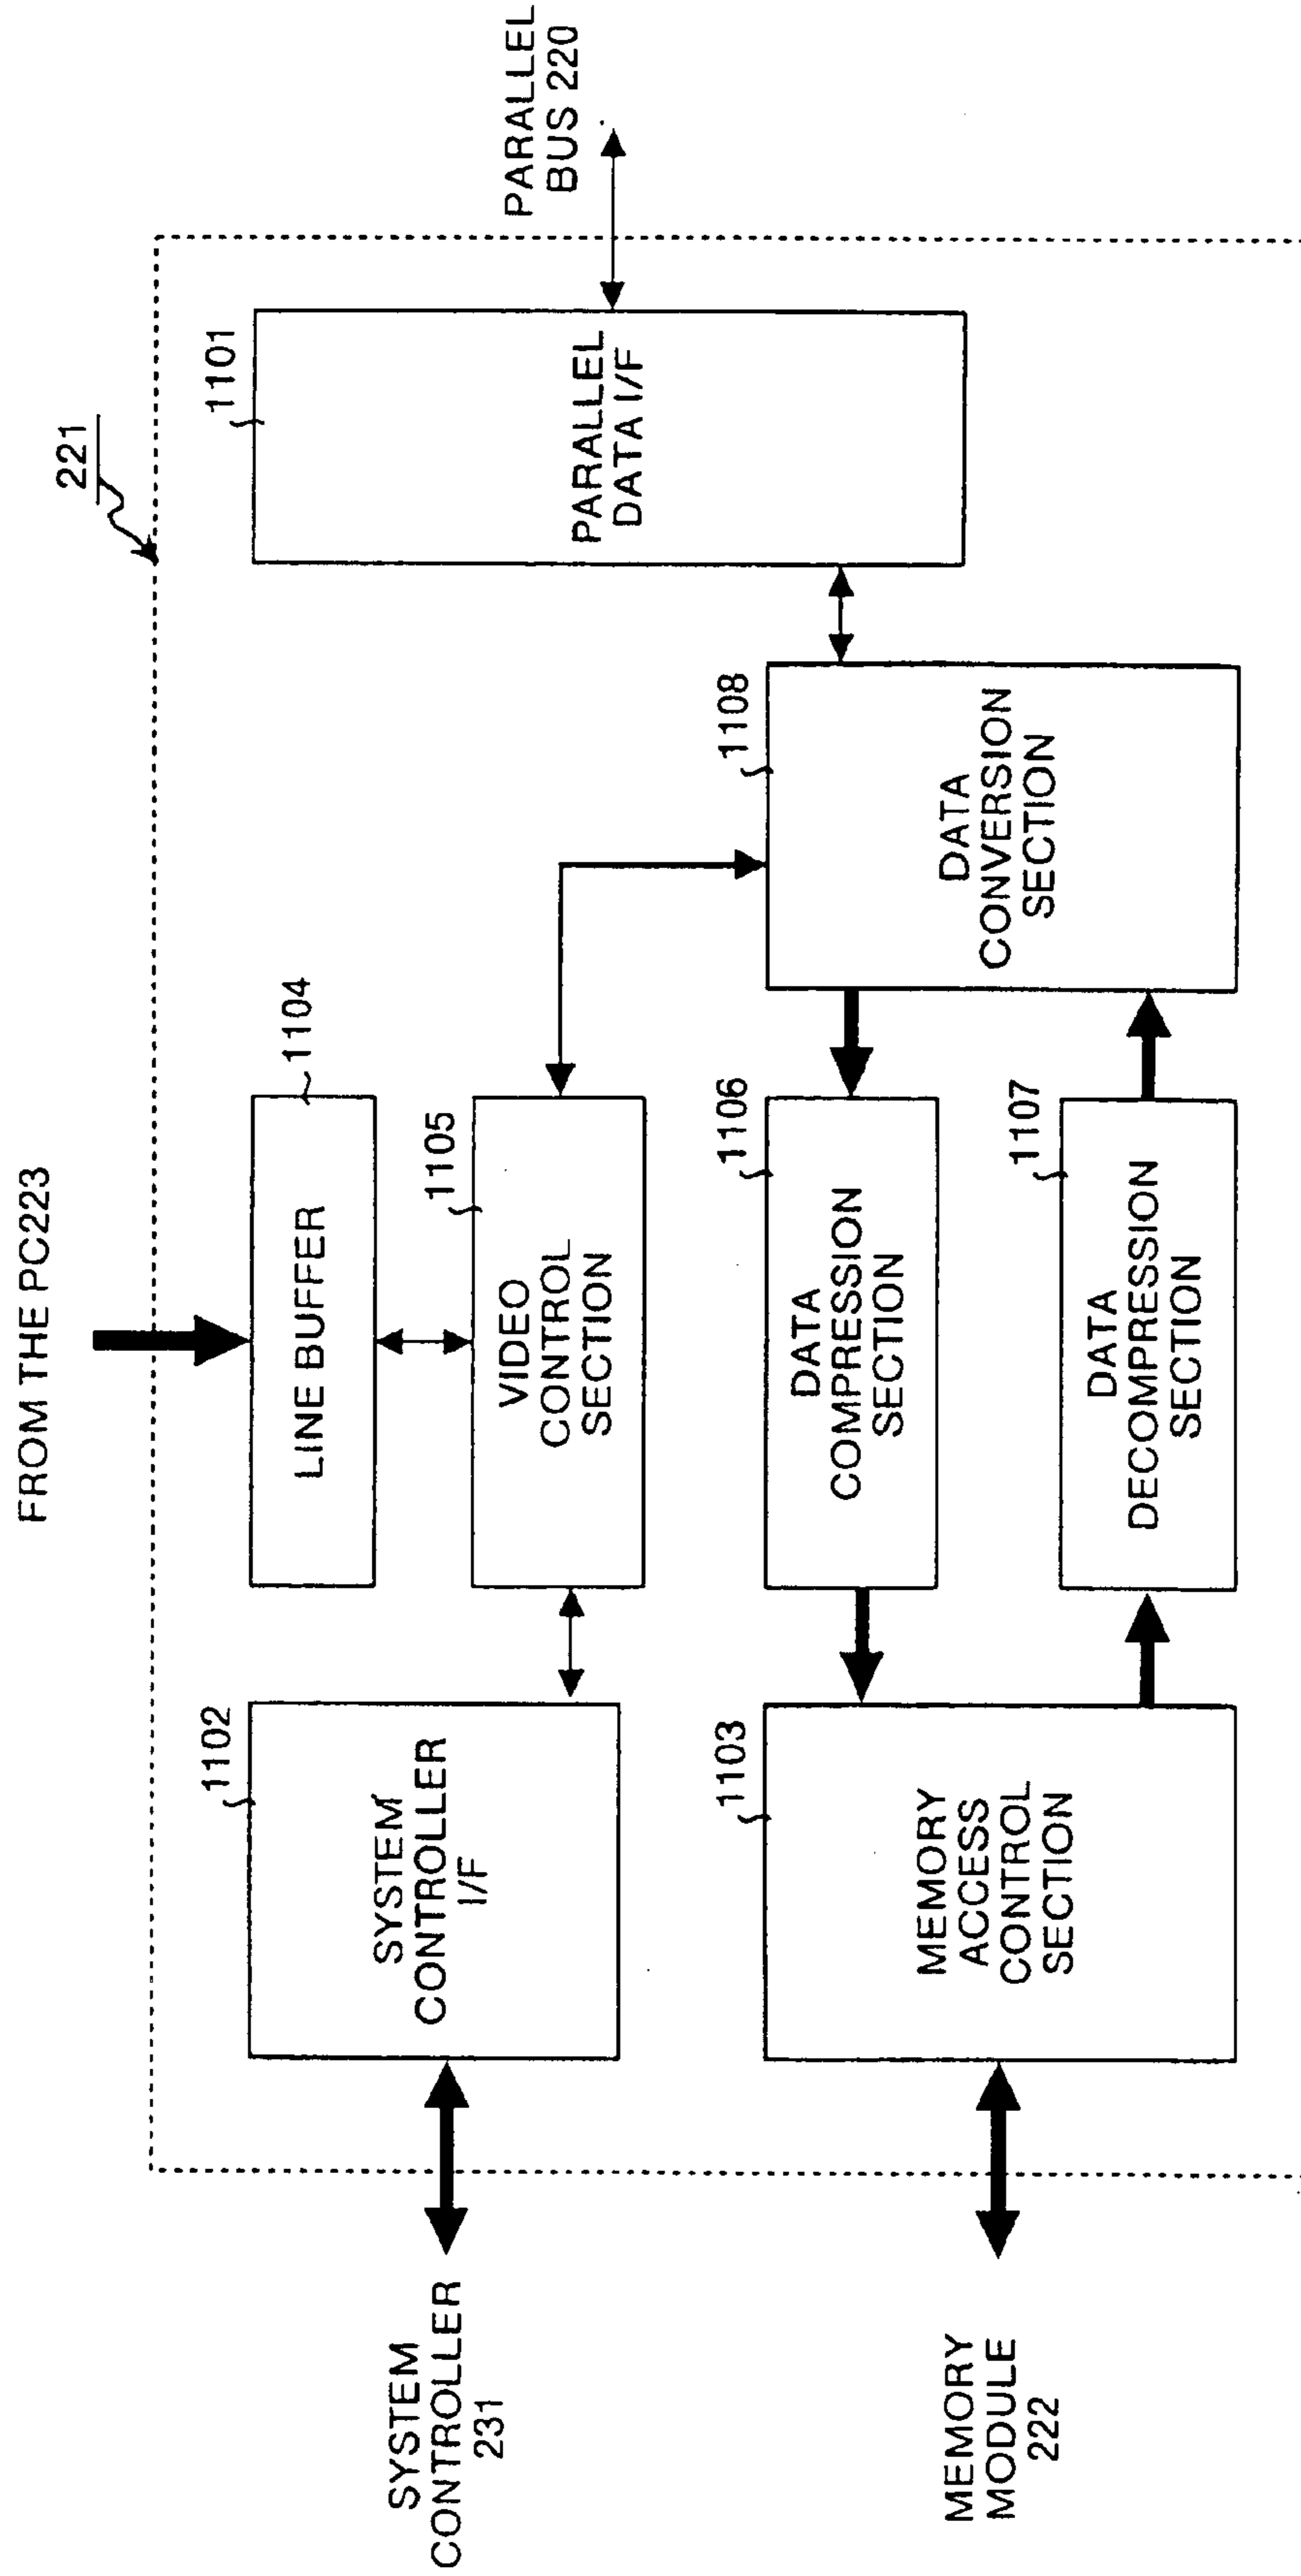 FROM THE PC223
221
1102
SYSTEM
CONTROLLER
I/F
LINE BUFFER
1104
1105
VIDEO
CONTROL
SECTION
1101
PARALLEL
DATA I/F
PARALLEL
BUS 220
SYSTEM
CONTROLLER
231
1103
MEMORY
ACCESS
CONTROL
SECTION
1106
DATA
COMPRESSION
SECTION
1107
DATA
DECOMPRESSION
SECTION
1108
DATA
CONVERSION
SECTION
MEMORY
MODULE
222